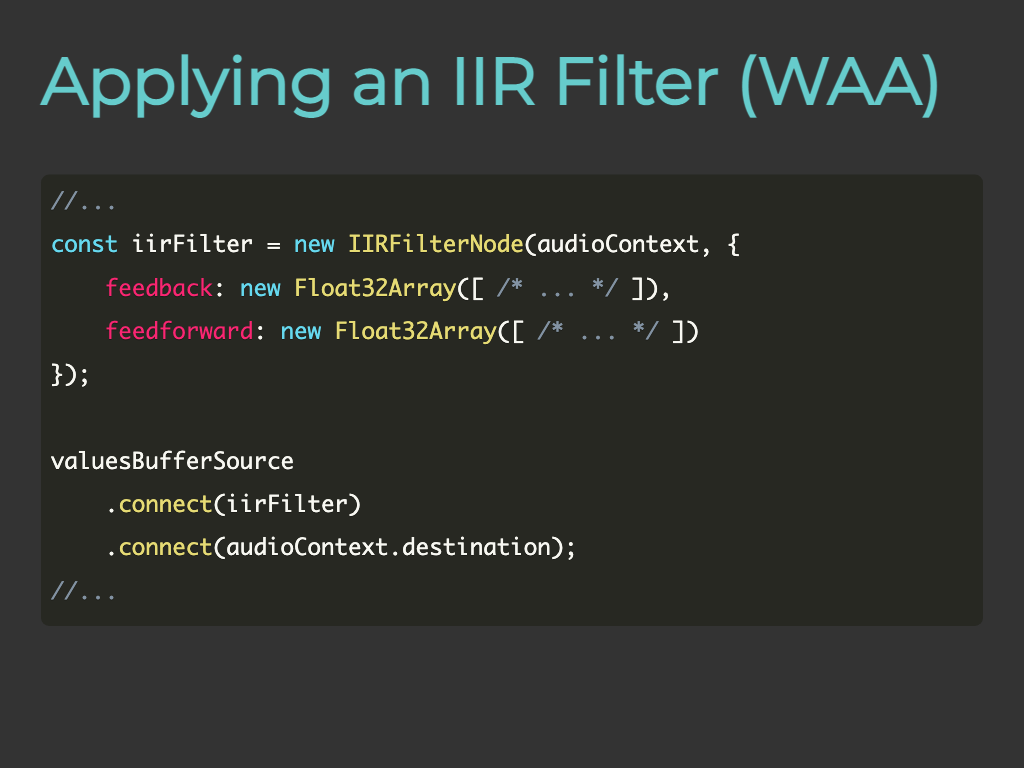 Applying an IIR Filter (WAA)
//...
const iirFilter = new IIRFilterNode(audioContext, {
    feedback: new Float32Array([ /* ... */ ]),
    feedforward: new Float32Array([ /* ... */ ])
});

valuesBufferSource
    .connect(iirFilter)
    .connect(audioContext.destination);
//...